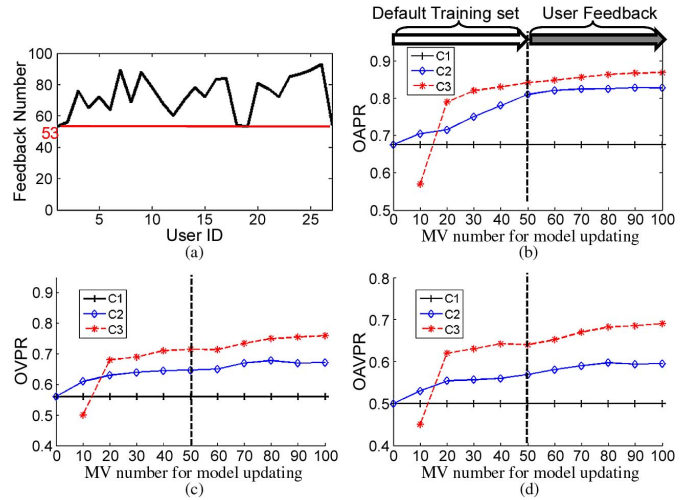 Default Training set User Feedback
100
80
60
53
40
20
0
5 10 15 20 25
Feedback Number
User ID
(a)
0.9
0.8
0.7
0.6
0.5
0 10 20 30 40 50 60 70 80 90 100
OAPR
C1
C2
C3
MV number for model updating
(b)
0.9
0.8
0.7
0.6
0.5
0.4
0 10 20 30 40 50 60 70 80 90 100
OVPR
C1
C2
C3
MV number for model updating
(c)
0.9
0.8
0.7
0.6
0.5
0.4
0 10 20 30 40 50 60 70 80 90 100
OAVPR
C1
C2
C3
MV number for model updating
(d)